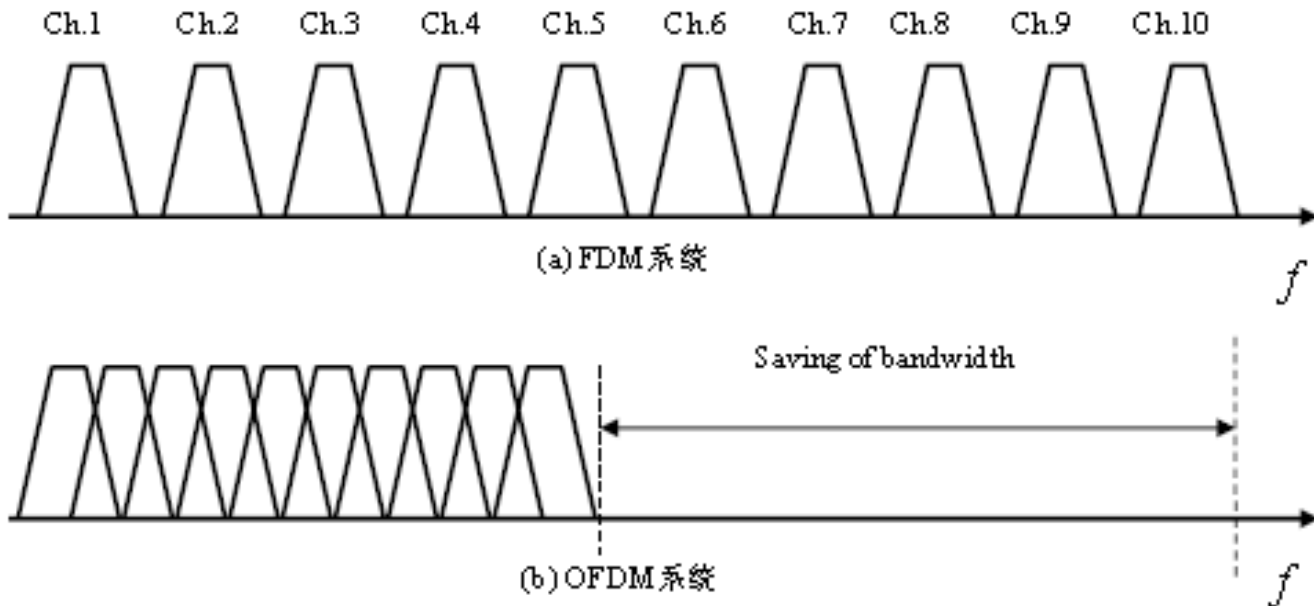 Ch.1 Ch.2 Ch.3 Ch.4 Ch.5 Ch.6 Ch.7 Ch.8 Ch.9 Ch.10
(a) FDM系统
f
Saving of bandwidth
(b) OFDM系统
f